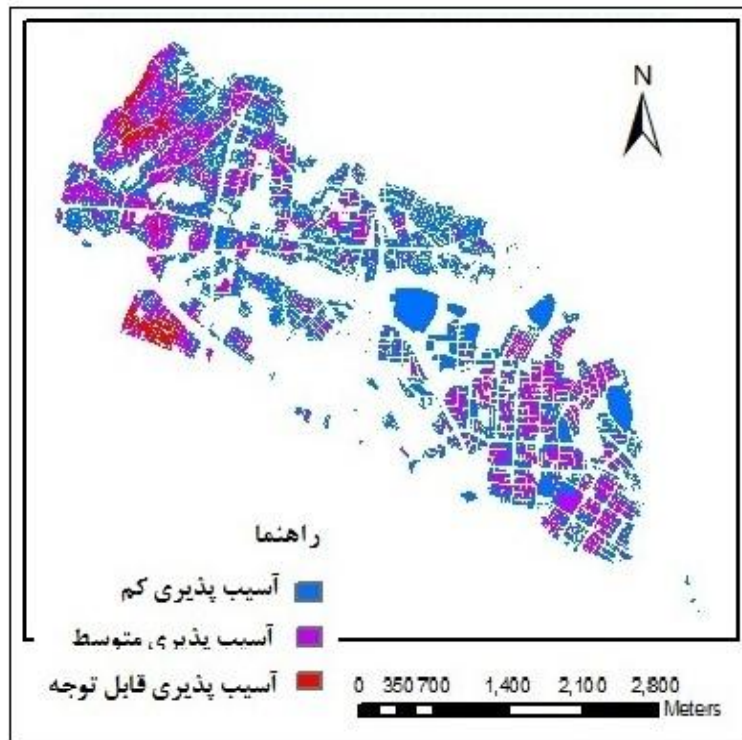 N
راهنما
آسیب پذیری کم
آسیب پذیری متوسط
آسیب پذیری قابل توجه
0 350 700 1,400 2,100 2,800
Meters